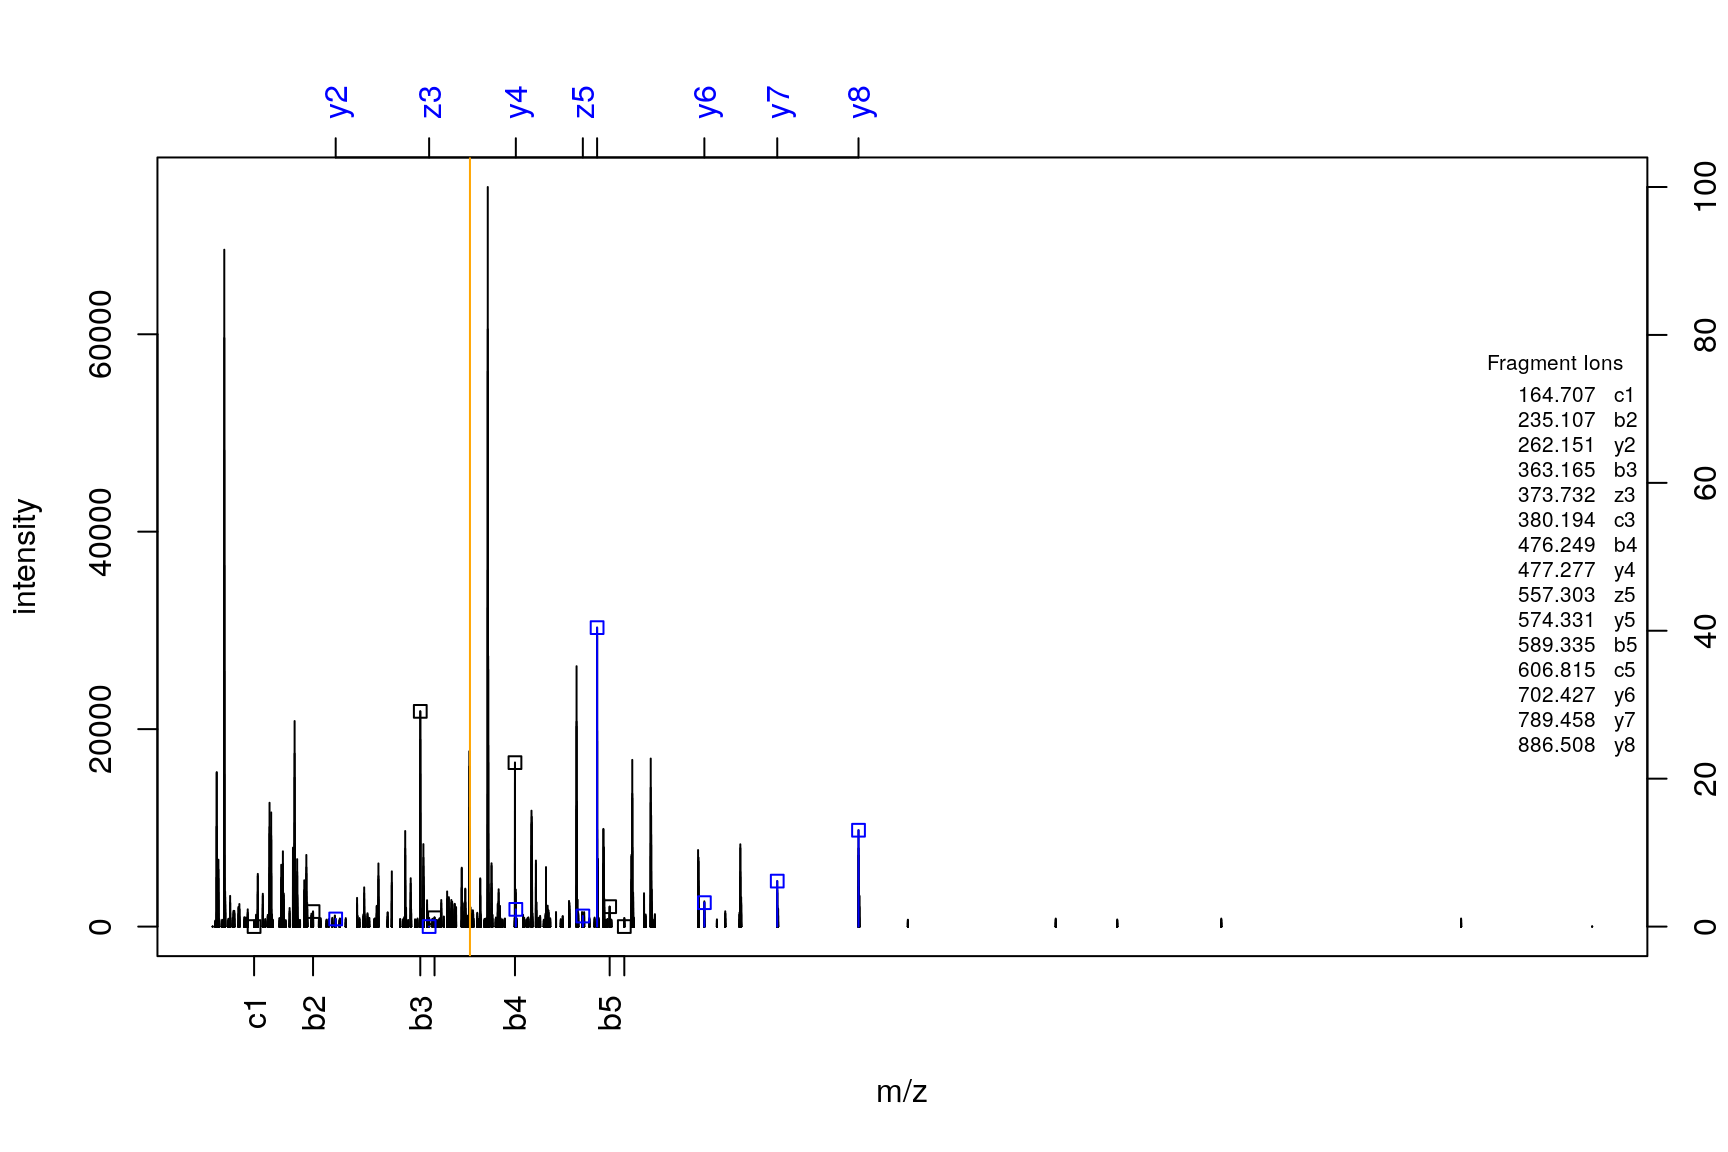 y2 z3 y4 z5 y6 y7 y8
intensity
60000
40000
20000
0
100
80
60
40
20
0
Fragment Ions
164.707 c1
235.107 b2
262.151 y2
363.165 b3
373.732 z3
380.194 c3
476.249 b4
477.277 y4
557.303 z5
574.331 y5
589.335 b5
606.815 c5
702.427 y6
789.458 y7
886.508 y8
c1 b2 b3 b4 b5
m/z